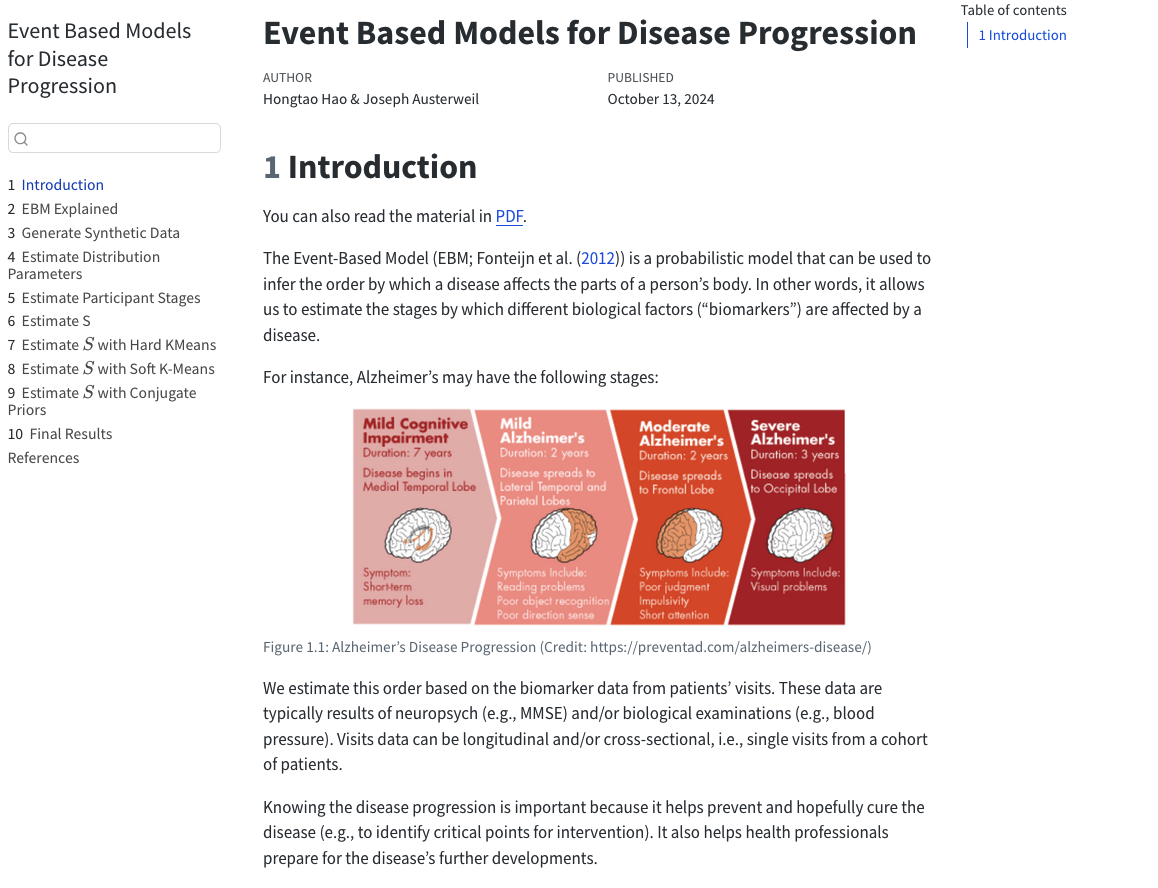 Event Based Models
for Disease
Progression
1 Introduction
2 EBM Explained
3 Generate Synthetic Data
4 Estimate Distribution
Parameters
5 Estimate Participant Stages
6 Estimate S
7 Estimate S with Hard KMeans
8 Estimate S with Soft K-Means
9 Estimate S with Conjugate
Priors
10 Final Results
References
Event Based Models for Disease Progression
AUTHOR
Hongtao Hao & Joseph Austerweil
PUBLISHED
October 13, 2024
1 Introduction
You can also read the material in PDF.
The Event-Based Model (EBM; Fonteijn et al. (2012)) is a probabilistic model that can be used to
infer the order by which a disease affects the parts of a person’s body. In other words, it allows
us to estimate the stages by which different biological factors (“biomarkers”) are affected by a
disease.
For instance, Alzheimer’s may have the following stages:
Mild Cognitive
Impairment
Duration: 7 years
Disease begins in
Medial Temporal Lobe
Symptom:
Short-term
memory loss
Mild
Alzheimer's
Duration: 2 years
Disease spreads to
Lateral Temporal and
Parietal Lobes
Symptoms Include:
Reading problems
Poor object recognition
Poor direction sense
Moderate
Alzheimer's
Duration: 2 years
Disease spreads
to Frontal Lobe
Symptoms Include:
Poor judgment
Impulsivity
Short attention
Severe
Alzheimer's
Duration: 3 years
Disease spreads
to Occipital Lobe
Symptoms Include:
Visual problems
Figure 1.1: Alzheimer’s Disease Progression (Credit: https://preventad.com/alzheimers-disease/)
We estimate this order based on the biomarker data from patients’ visits. These data are
typically results of neuropsych (e.g., MMSE) and/or biological examinations (e.g., blood
pressure). Visits data can be longitudinal and/or cross-sectional, i.e., single visits from a cohort
of patients.
Knowing the disease progression is important because it helps prevent and hopefully cure the
disease (e.g., to identify critical points for intervention). It also helps health professionals
prepare for the disease’s further developments.
Table of contents
1 Introduction